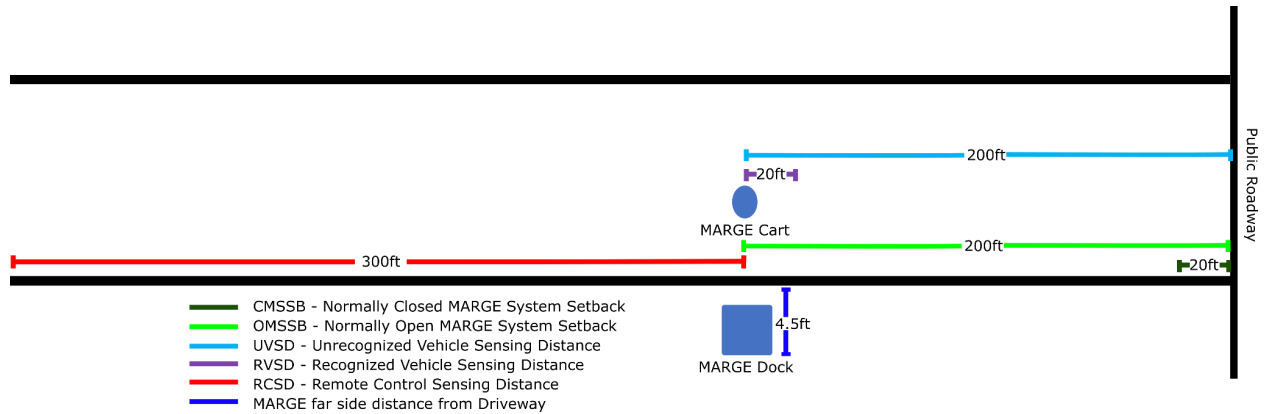 200ft
20ft
MARGE Cart
200ft
300ft
20ft
Public Roadway
CMSSB - Normally Closed MARGE System Setback
OMSSB - Normally Open MARGE System Setback
UVSD - Unrecognized Vehicle Sensing Distance
RVSD - Recognized Vehicle Sensing Distance
RCSD - Remote Control Sensing Distance
MARGE far side distance from Driveway
4.5ft
MARGE Dock